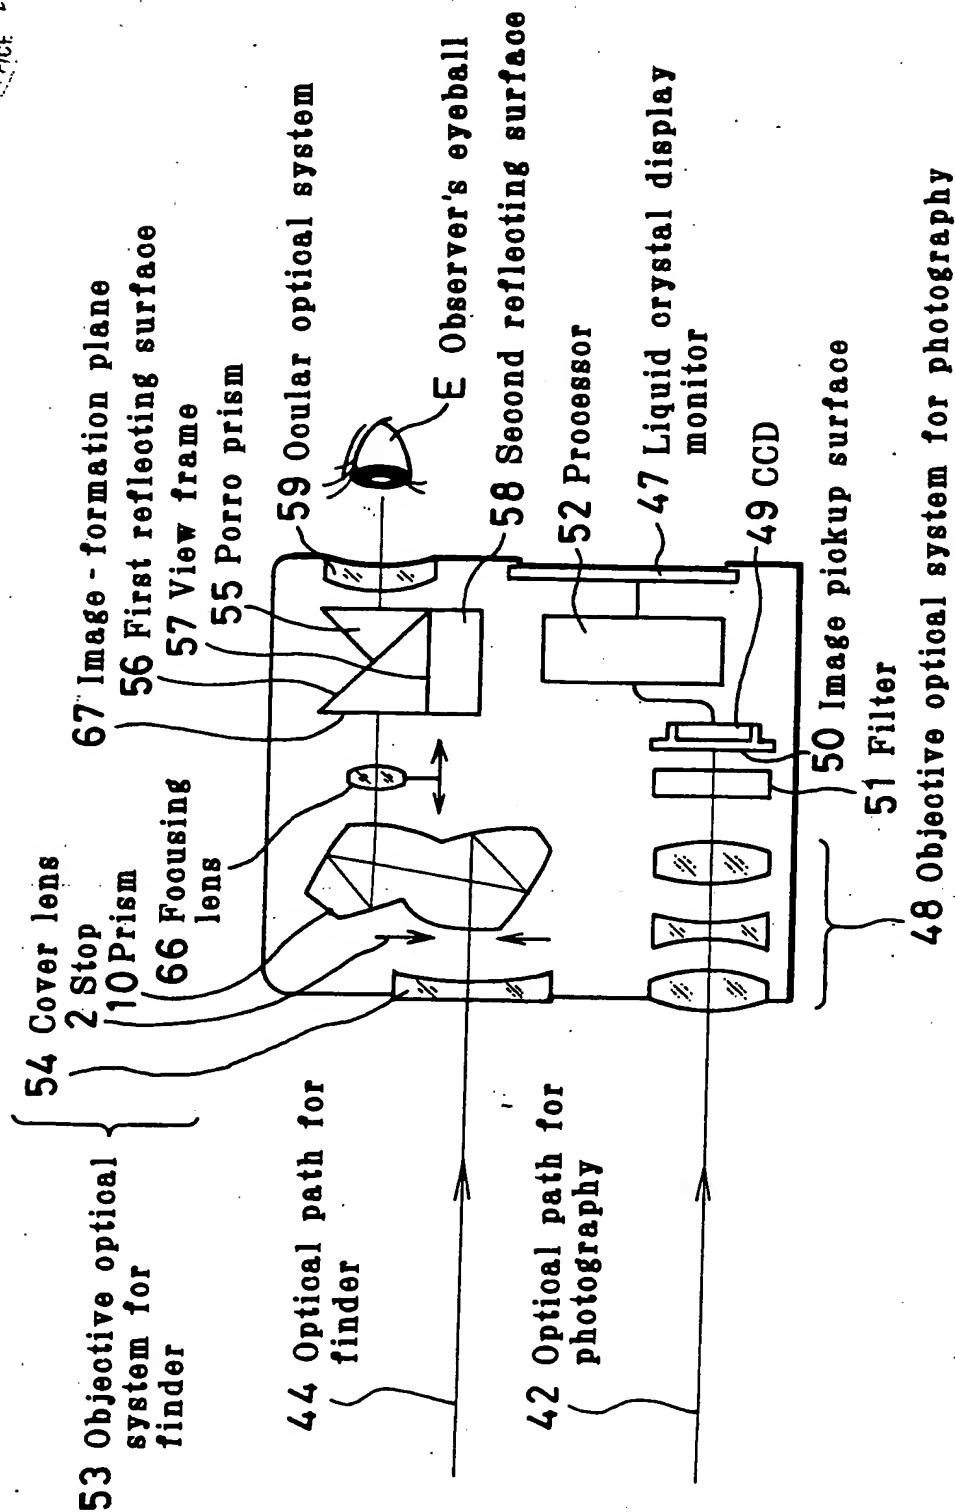 53 Objective optical
system for
finder
54 Cover lens
2 Stop
10 Prism
66 Focusing
lens
67 Image-formation plane
56 First reflecting surface
57 View frame
55 Porro prism
59 Ocular optical system
E Observer's eyeball
58 Second reflecting surface
52 Processor
47 Liquid crystal display
monitor
49 CCD
50 Image pickup surface
51 Filter
48 Objective optical system for photography
44 Optical path for
finder
42 Optical path for
photography